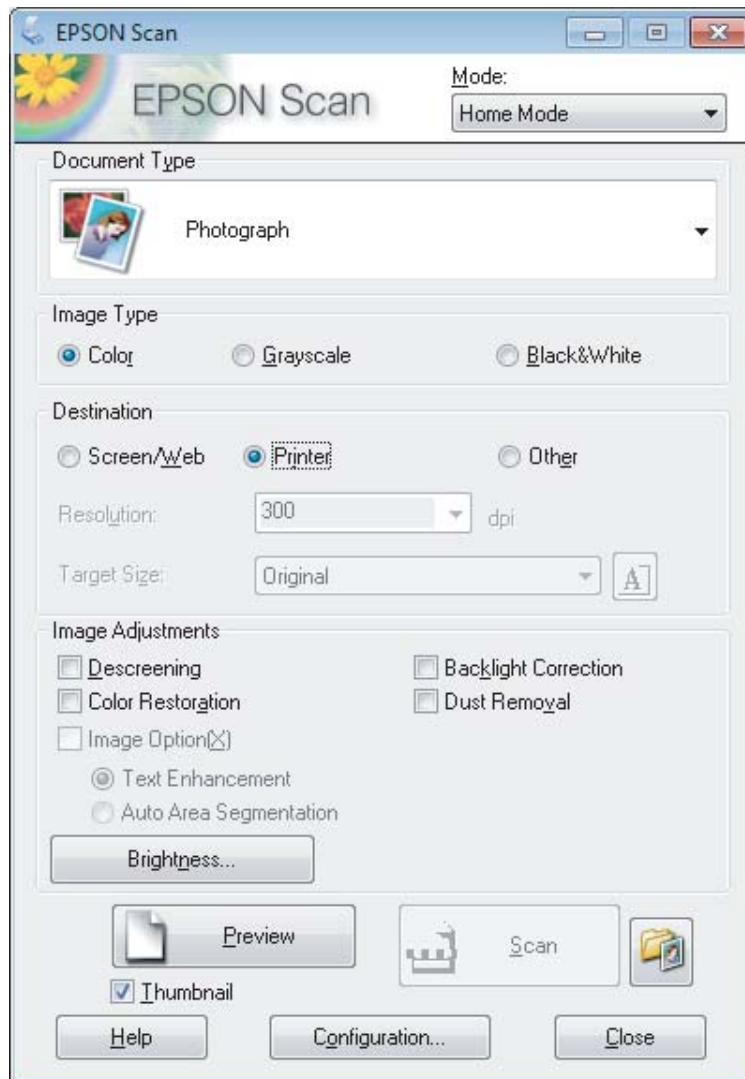 EPSON Scan
EPSON Scan
Mode:
Home Mode
Document Type
Photograph
Image Type
Color Grayscale Black&White
Destination
Screen/Web Printer Other
Resolution: 300 dpi
Target Size: Original A
Image Adjustments
Descreening Backlight Correction
Color Restoration Dust Removal
Image Option(X)
Text Enhancement
Auto Area Segmentation
Brightness...
Preview Scan
Thumbnail
Help Configuration... Close